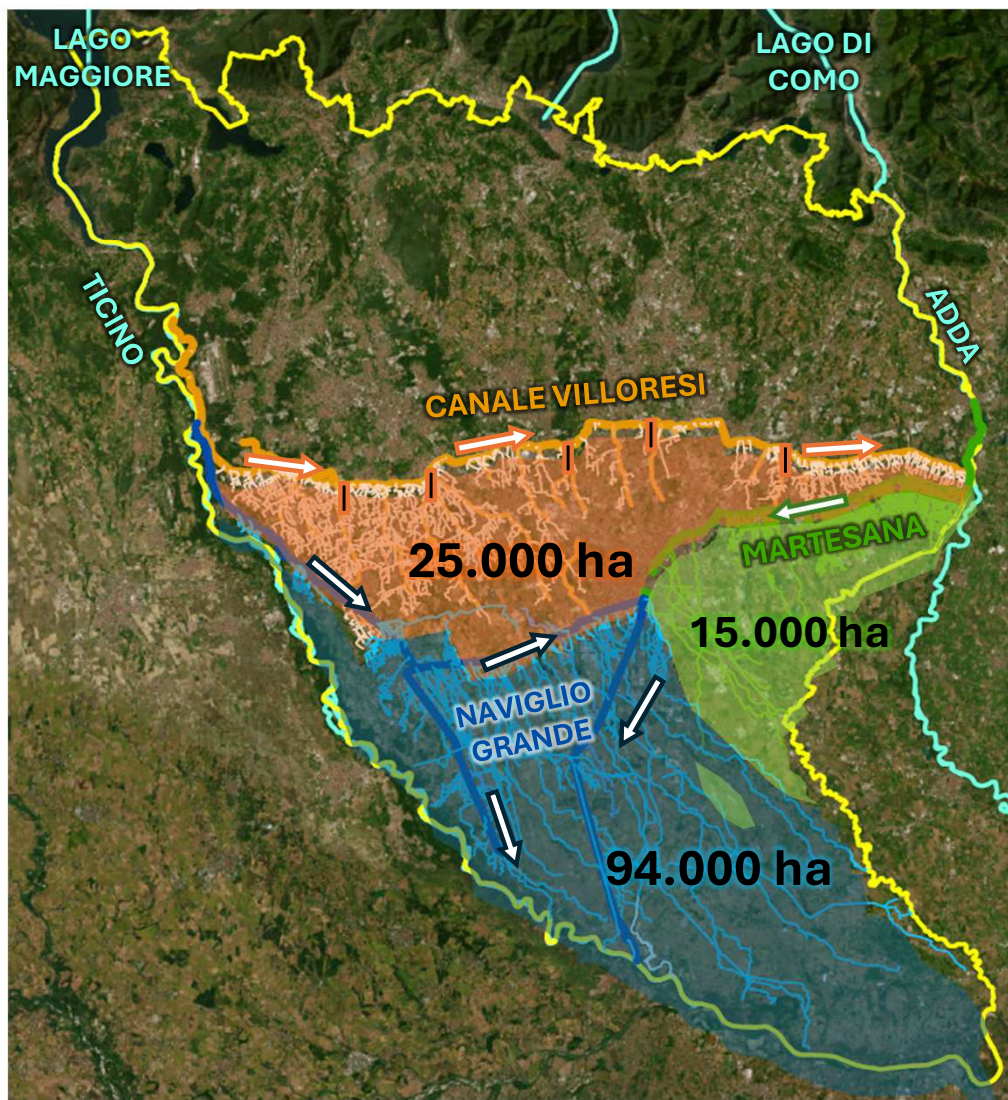 LAGO
MAGGIORE
LAGO DI
COMO
TICINO
ADDA
CANALE VILLORESI
MARTESANA
25.000 ha
15.000 ha
NAVIGLIO
GRANDE
94.000 ha